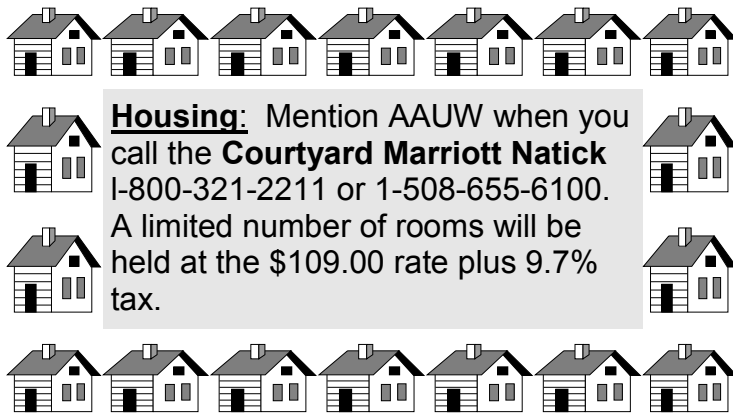 Housing: Mention AAUW when you
call the Courtyard Marriott Natick
l-800-321-2211 or 1-508-655-6100.
A limited number of rooms will be
held at the $109.00 rate plus 9.7%
tax.